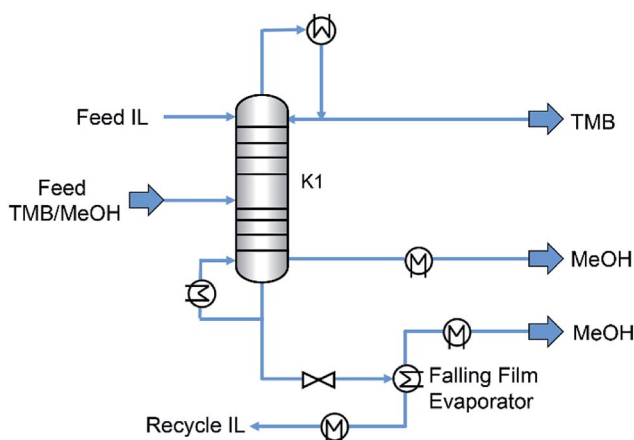 Feed IL
TMB
Feed
TMB/MeOH
K1
MeOH
MeOH
Falling Film
Evaporator
Recycle IL